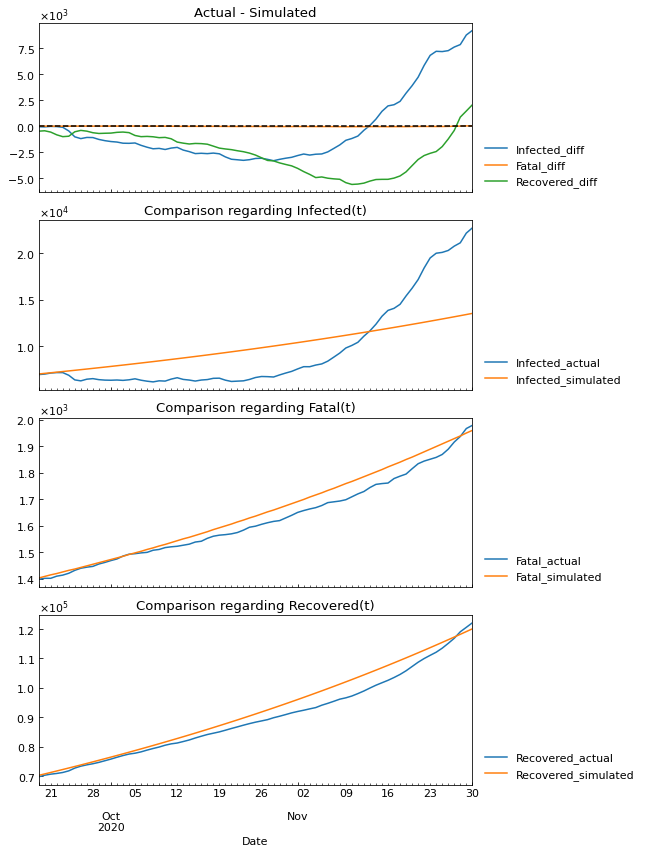 Actual - Simulated
×10³
7.5
5.0
2.5
0.0
−2.5
−5.0
Infected_diff
Fatal_diff
Recovered_diff
Comparison regarding Infected(t)
×10⁴
2.0
1.5
1.0
Infected_actual
Infected_simulated
Comparison regarding Fatal(t)
×10³
2.0
1.9
1.8
1.7
1.6
1.5
1.4
Fatal_actual
Fatal_simulated
Comparison regarding Recovered(t)
×10⁵
1.2
1.1
1.0
0.9
0.8
0.7
Recovered_actual
Recovered_simulated
21 28 05 12 19 26 02 09 16 23 30
Oct Nov
2020
Date